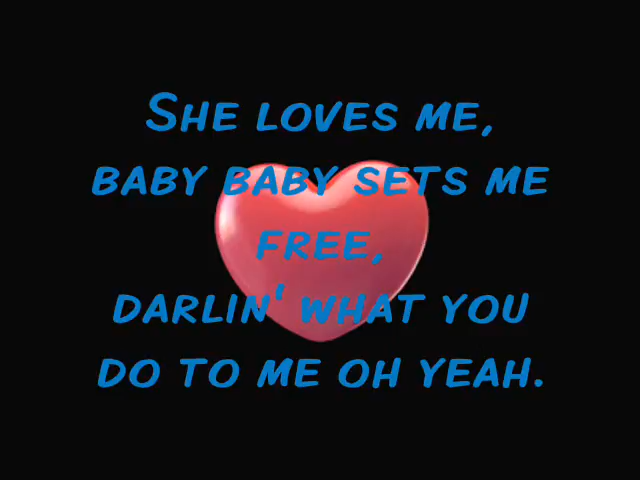 She loves me,
baby baby sets me
free,
darlin' what you
do to me oh yeah.